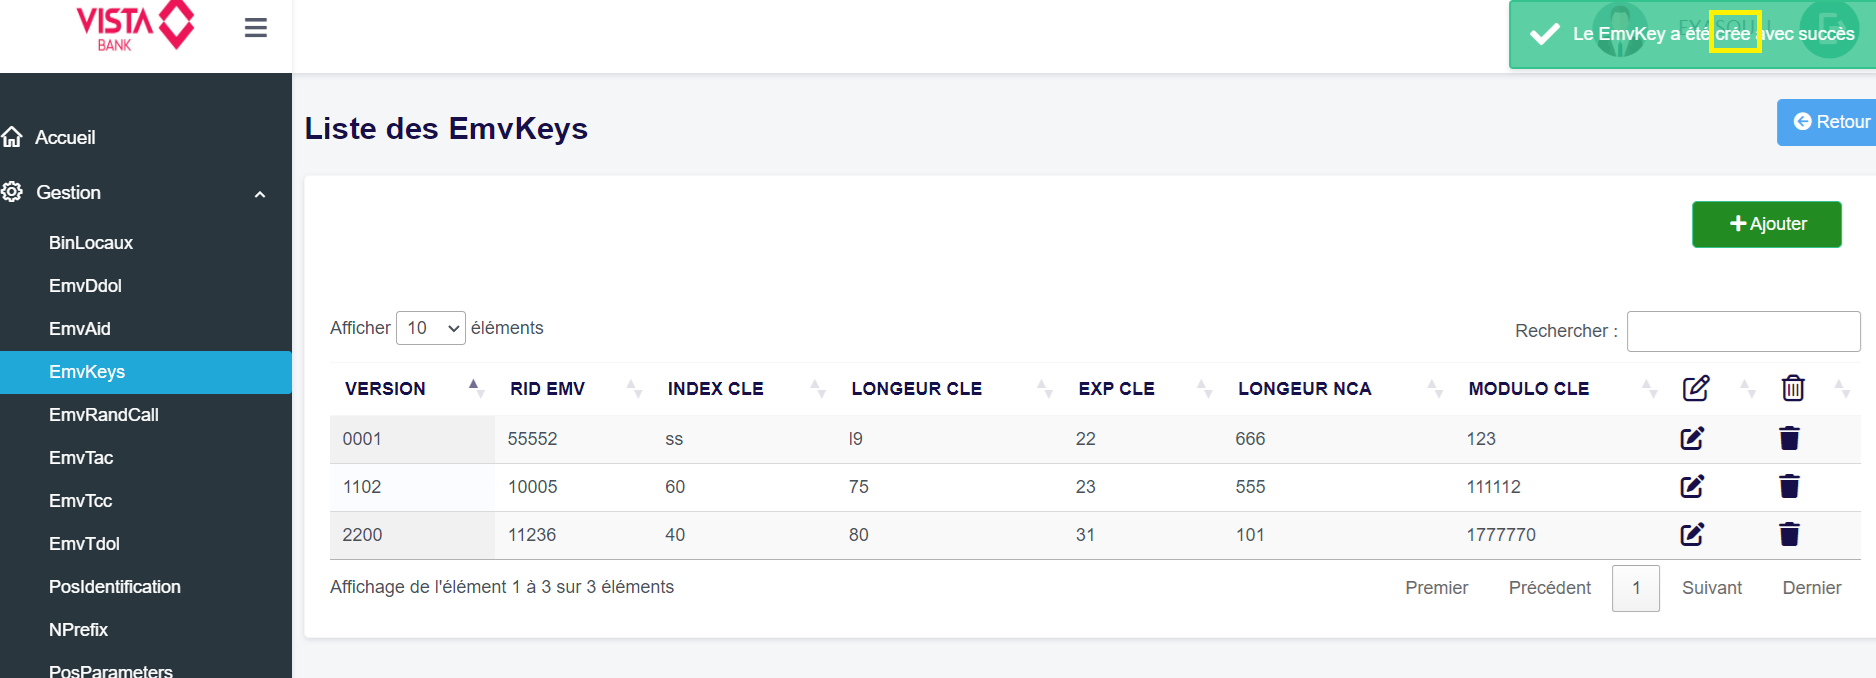 VISTA
BANK
Le EmvKey a été crée avec succès
Accueil
Gestion
BinLocaux
EmvDdol
EmvAid
EmvKeys
EmvRandCall
EmvTac
EmvTcc
EmvTdol
PosIdentification
NPrefix
PosParameters
Liste des EmvKeys
Retour
Ajouter
Afficher 10 éléments
Rechercher :
VERSION RID EMV INDEX CLE LONGEUR CLE EXP CLE LONGEUR NCA MODULO CLE
0001 55552 ss l9 22 666 123
1102 10005 60 75 23 555 111112
2200 11236 40 80 31 101 1777770
Affichage de l'élément 1 à 3 sur 3 éléments
Premier Précédent 1 Suivant Dernier